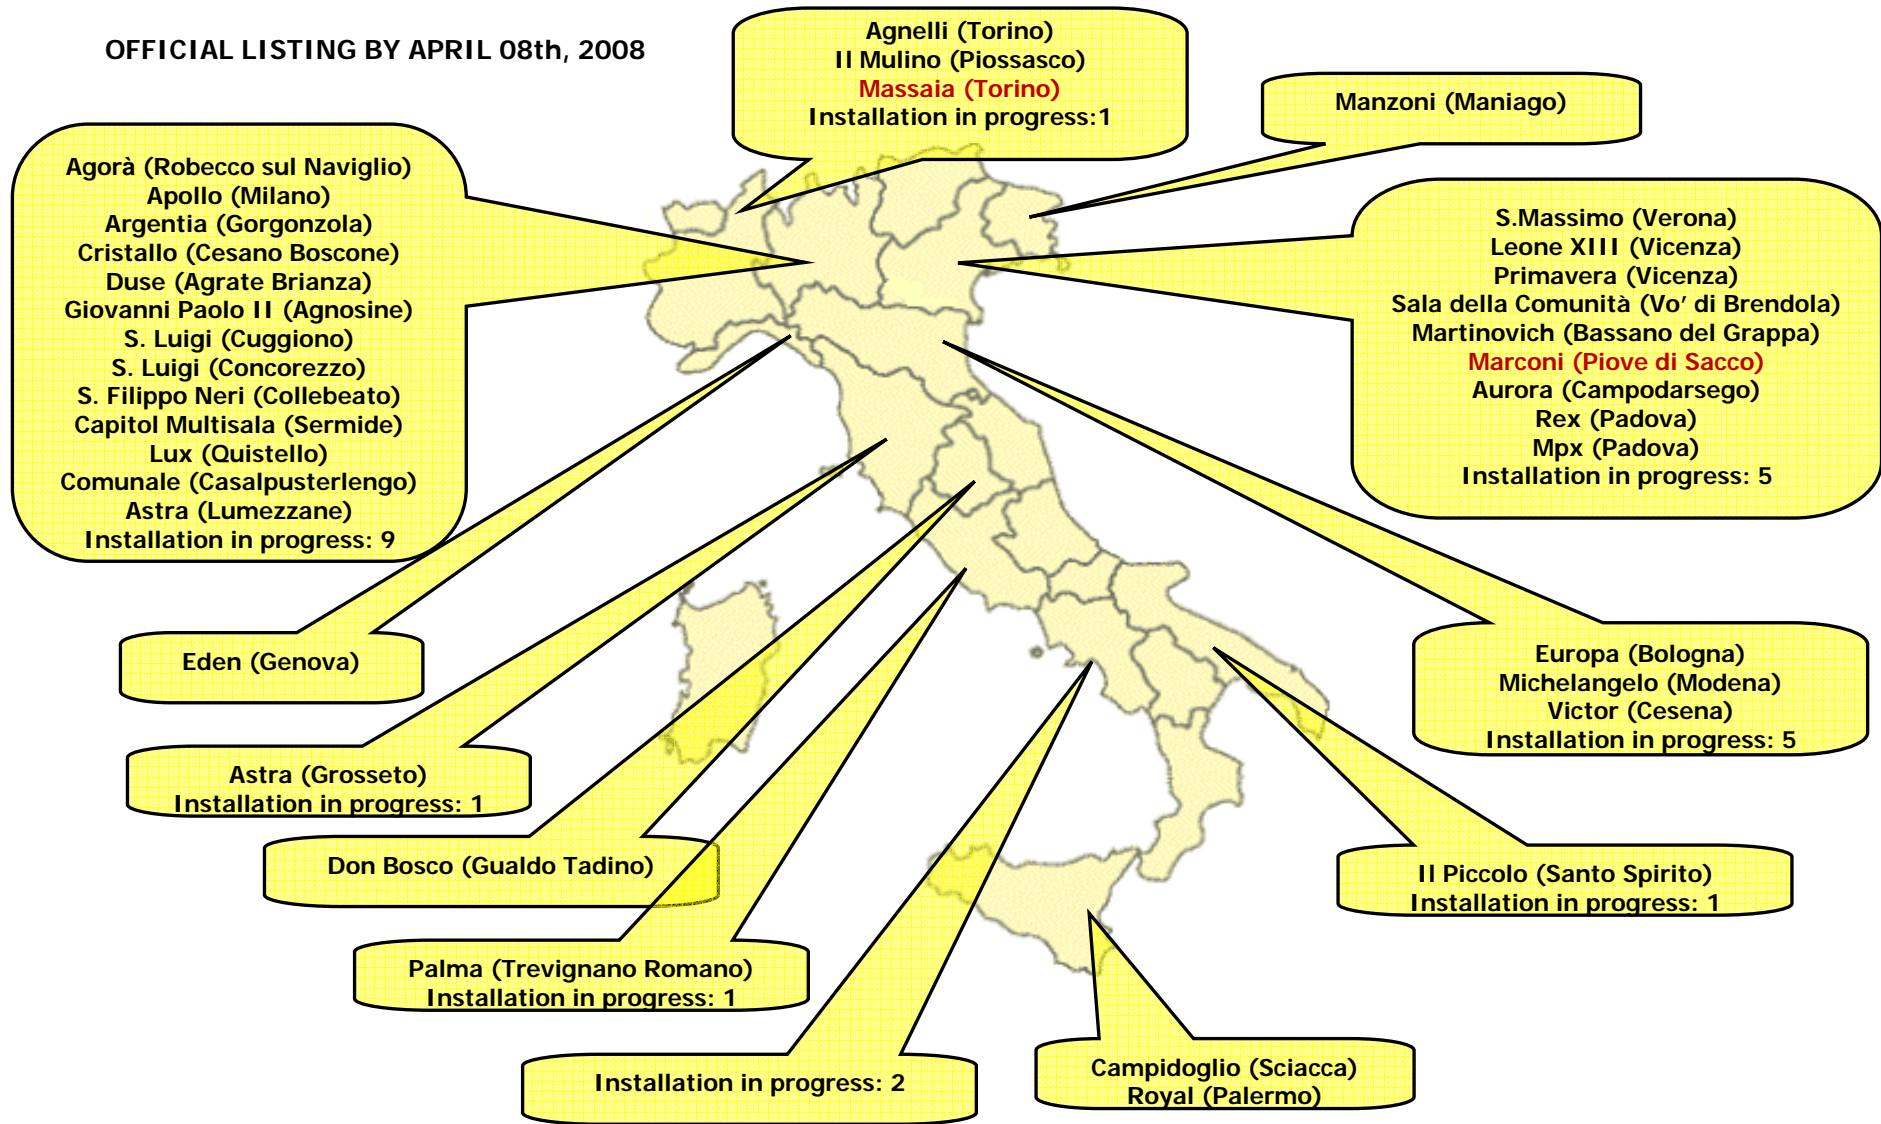 OFFICIAL LISTING BY APRIL 08th, 2008
Agnelli (Torino)
Il Mulino (Piossasco)
Massaia (Torino)
Installation in progress:1
Manzoni (Maniago)
Agorà (Robecco sul Naviglio)
Apollo (Milano)
Argentia (Gorgonzola)
Cristallo (Cesano Boscone)
Duse (Agrate Brianza)
Giovanni Paolo II (Agnosine)
S. Luigi (Cuggiono)
S. Luigi (Concorezzo)
S. Filippo Neri (Collebeato)
Capitol Multisala (Sermide)
Lux (Quistello)
Comunale (Casalpusterlengo)
Astra (Lumezzane)
Installation in progress: 9
S.Massimo (Verona)
Leone XIII (Vicenza)
Primavera (Vicenza)
Sala della Comunità (Vo' di Brendola)
Martinovich (Bassano del Grappa)
Marconi (Piove di Sacco)
Aurora (Campodarsego)
Rex (Padova)
Mpx (Padova)
Installation in progress: 5
Eden (Genova)
Europa (Bologna)
Michelangelo (Modena)
Victor (Cesena)
Installation in progress: 5
Astra (Grosseto)
Installation in progress: 1
Don Bosco (Gualdo Tadino)
Il Piccolo (Santo Spirito)
Installation in progress: 1
Palma (Trevignano Romano)
Installation in progress: 1
Installation in progress: 2
Campidoglio (Sciacca)
Royal (Palermo)